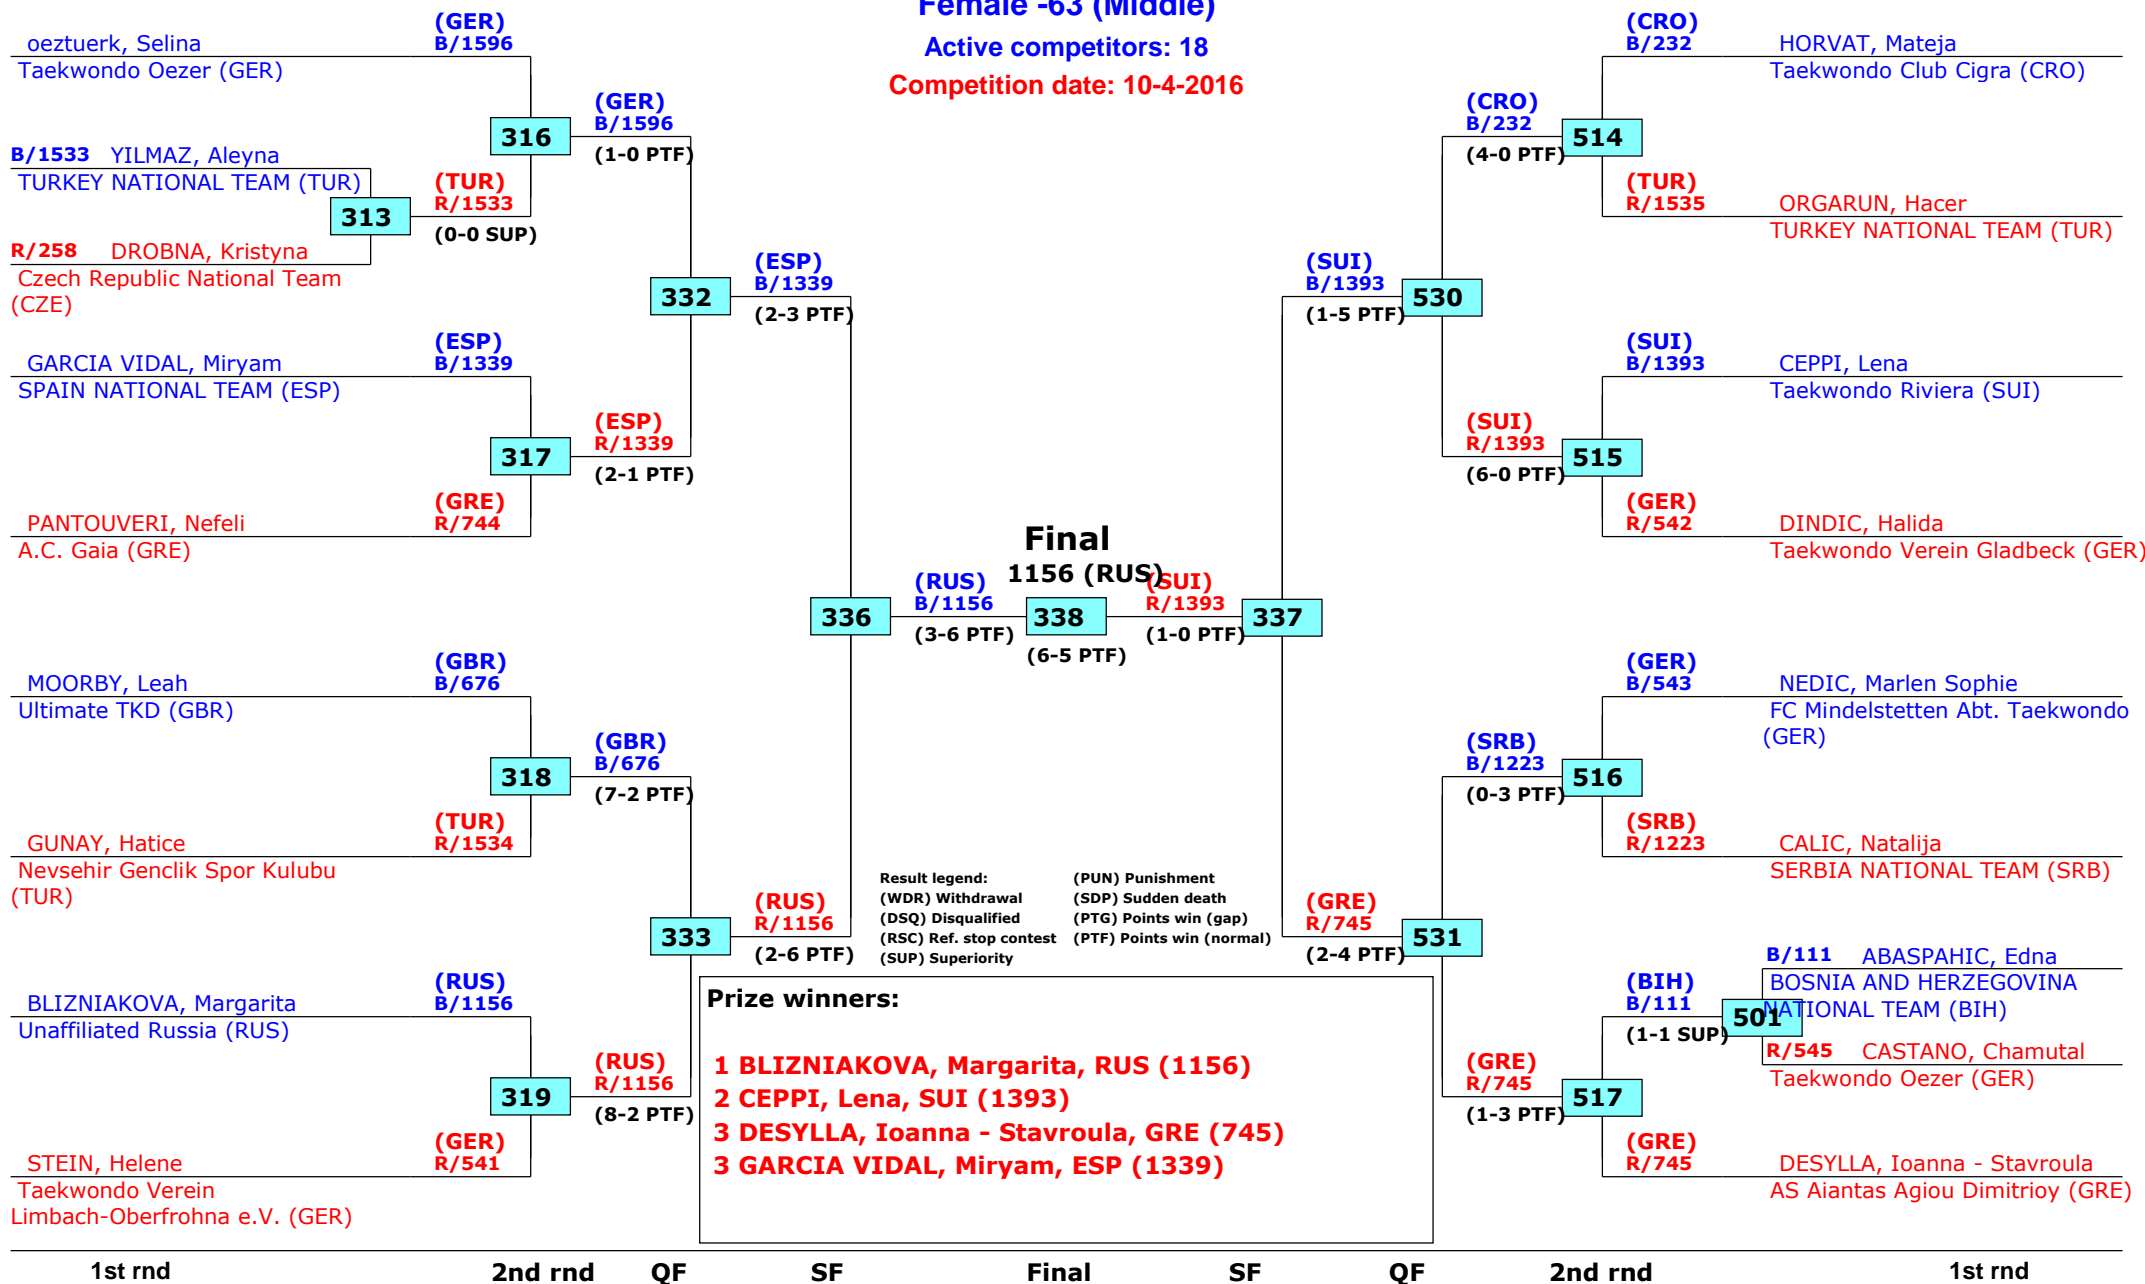 Female -63 (Middle)
Active competitors: 18
Competition date: 10-4-2016
oeztuerk, Selina
Taekwondo Oezer (GER)
(GER)
B/1596
B/1533 YILMAZ, Aleyna
TURKEY NATIONAL TEAM (TUR)
313
R/258 DROBNA, Kristyna
Czech Republic National Team
(CZE)
(TUR)
R/1533
(0-0 SUP)
316
(GER)
B/1596
(1-0 PTF)
GARCIA VIDAL, Miryam
SPAIN NATIONAL TEAM (ESP)
(ESP)
B/1339
317
(ESP)
R/1339
(2-1 PTF)
PANTOUVERI, Nefeli
A.C. Gaia (GRE)
(GRE)
R/744
332
(ESP)
B/1339
(2-3 PTF)
MOORBY, Leah
Ultimate TKD (GBR)
(GBR)
B/676
318
(GBR)
B/676
(7-2 PTF)
GUNAY, Hatice
Nevsehir Genclik Spor Kulubu
(TUR)
(TUR)
R/1534
333
(RUS)
R/1156
(2-6 PTF)
BLIZNIAKOVA, Margarita
Unaffiliated Russia (RUS)
(RUS)
B/1156
319
(RUS)
R/1156
(8-2 PTF)
STEIN, Helene
Taekwondo Verein
Limbach-Oberfrohna e.V. (GER)
(GER)
R/541
336
(RUS)
B/1156
(3-6 PTF)
Final
1156 (RUS)
338
(6-5 PTF)
(SUI)
R/1393
(1-0 PTF)
337
(CRO)
B/232
HORVAT, Mateja
Taekwondo Club Cigra (CRO)
(CRO)
B/232
(4-0 PTF)
514
(TUR)
R/1535
ORGARUN, Hacer
TURKEY NATIONAL TEAM (TUR)
(SUI)
B/1393
(1-5 PTF)
530
(SUI)
B/1393
CEPPI, Lena
Taekwondo Riviera (SUI)
(SUI)
R/1393
(6-0 PTF)
515
(GER)
R/542
DINDIC, Halida
Taekwondo Verein Gladbeck (GER)
(GER)
B/543
NEDIC, Marlen Sophie
FC Mindelstetten Abt. Taekwondo
(GER)
(SRB)
B/1223
(0-3 PTF)
516
(SRB)
R/1223
CALIC, Natalija
SERBIA NATIONAL TEAM (SRB)
(GRE)
R/745
(2-4 PTF)
531
B/111 ABASPAHIC, Edna
BOSNIA AND HERZEGOVINA
NATIONAL TEAM (BIH)
(BIH)
B/111
(1-1 SUP)
501
R/545 CASTANO, Chamutal
Taekwondo Oezer (GER)
(GRE)
R/745
(1-3 PTF)
517
(GRE)
R/745
DESYLLA, Ioanna - Stavroula
AS Aiantas Agiou Dimitrioy (GRE)
Result legend: (PUN) Punishment
(WDR) Withdrawal (SDP) Sudden death
(DSQ) Disqualified (PTG) Points win (gap)
(RSC) Ref. stop contest (PTF) Points win (normal)
(SUP) Superiority
Prize winners:
1 BLIZNIAKOVA, Margarita, RUS (1156)
2 CEPPI, Lena, SUI (1393)
3 DESYLLA, Ioanna - Stavroula, GRE (745)
3 GARCIA VIDAL, Miryam, ESP (1339)
1st rnd 2nd rnd QF SF Final SF QF 2nd rnd 1st rnd